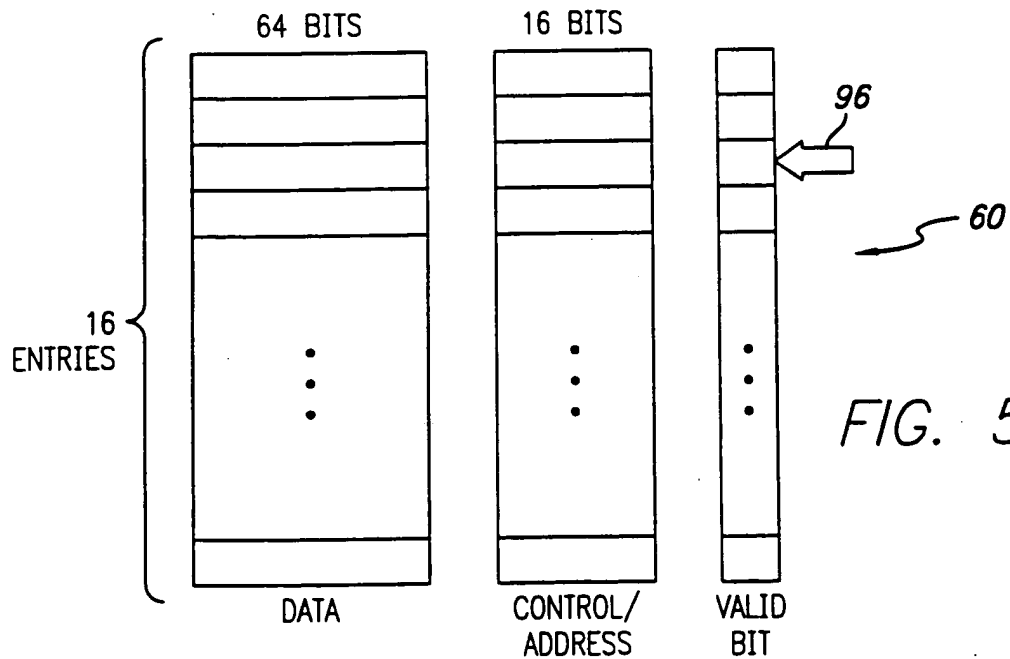 64 BITS
16 BITS
96
60
16
ENTRIES
FIG. 5
DATA
CONTROL/
ADDRESS
VALID
BIT